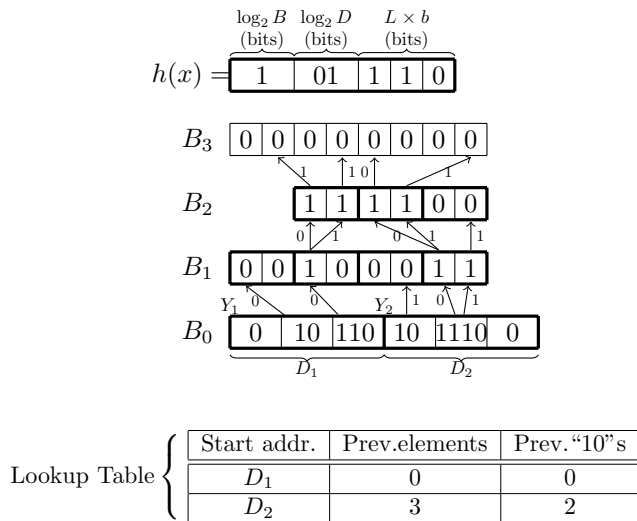 log₂ B log₂ D L × b
(bits) (bits) (bits)
h(x) = 1 01 1 1 0
B₃ 0 0 0 0 0 0 0 0
1 1 0 1
B₂ 1 1 1 1 0 0
0 1 0 1 1
B₁ 0 0 1 0 0 0 1 1
Y₁ 0 0 Y₂ 1 0 1
B₀ 0 10 110 10 1110 0
D₁ D₂
Start addr. Prev.elements Prev.“10”s
Lookup Table D₁ 0 0
D₂ 3 2